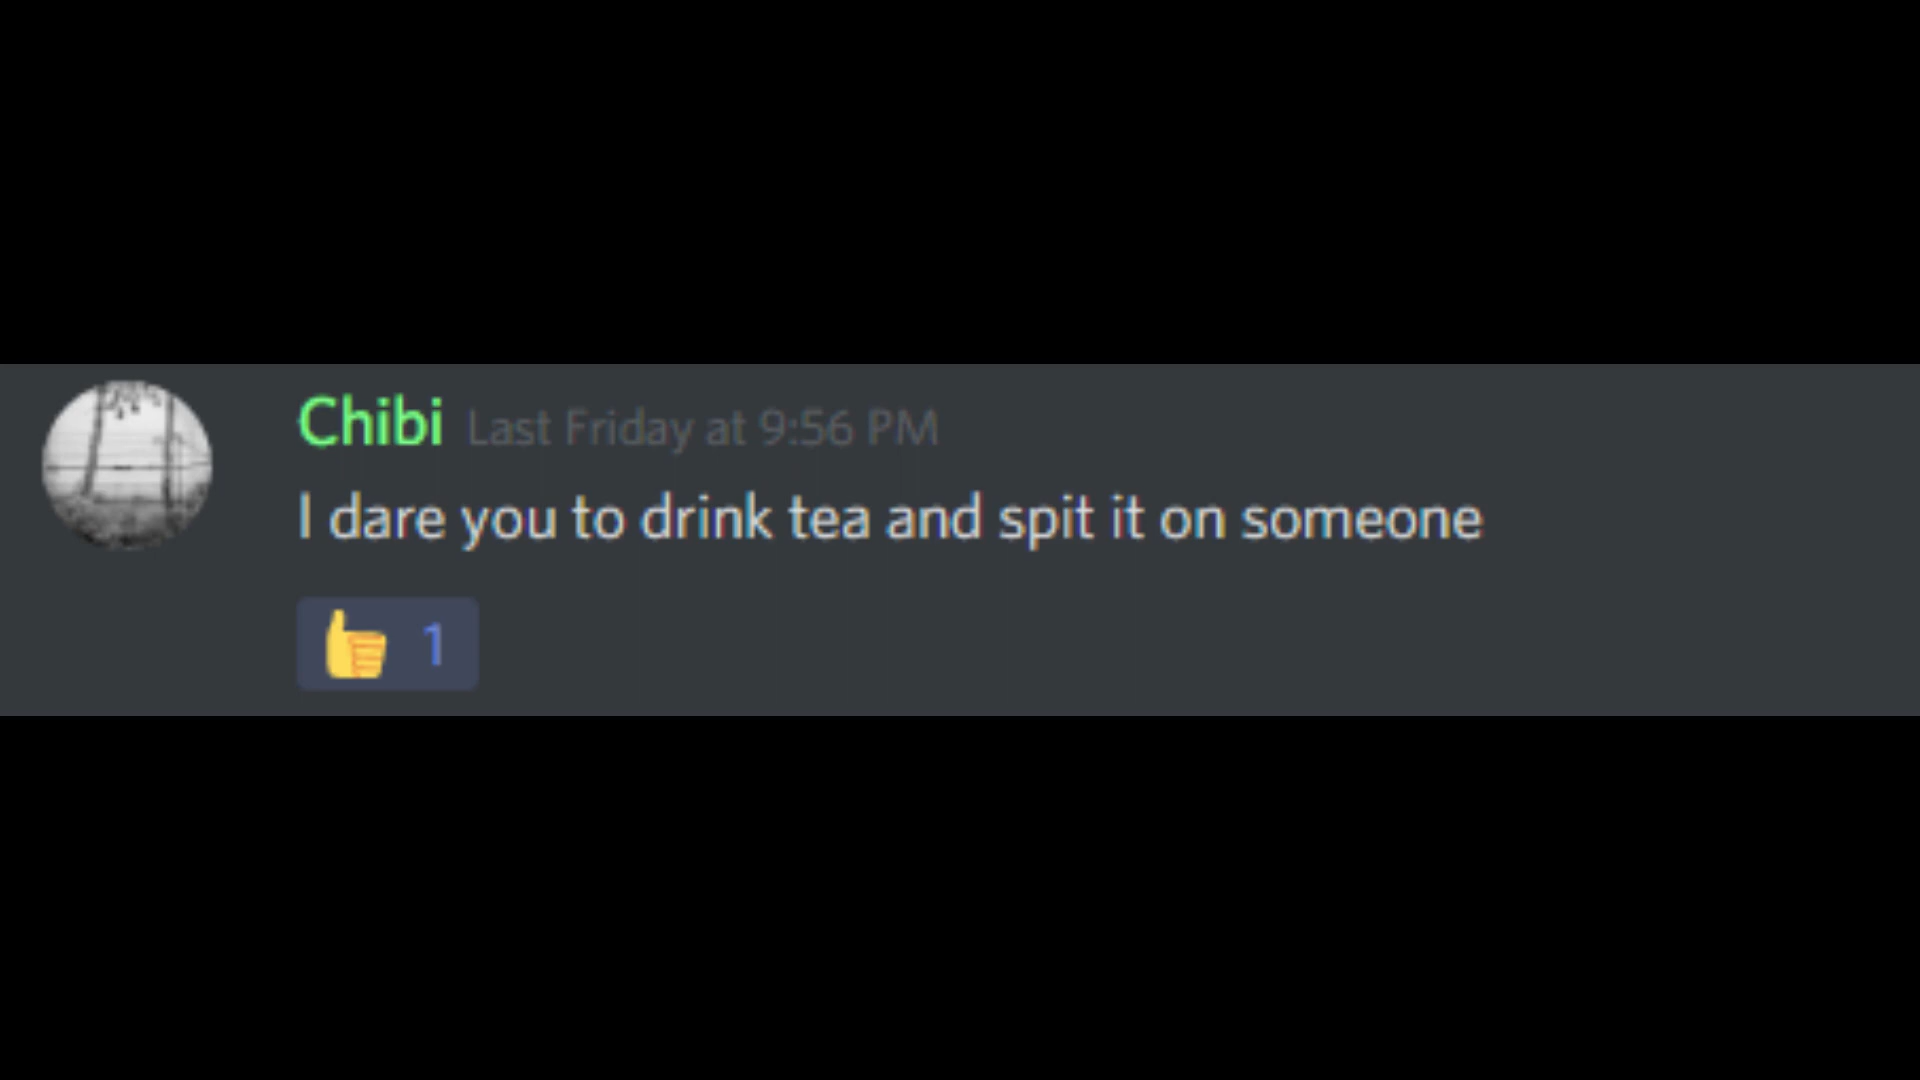 Chibi Last Friday at 9:56 PM
I dare you to drink tea and spit it on someone
👍 1